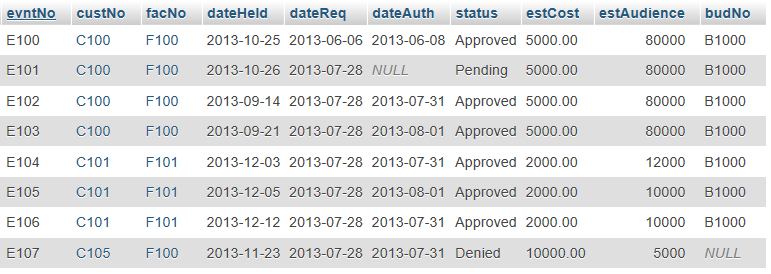 evntNo custNo facNo dateHeld dateReq dateAuth status estCost estAudience budNo
E100 C100 F100 2013-10-25 2013-06-06 2013-06-08 Approved 5000.00 80000 B1000
E101 C100 F100 2013-10-26 2013-07-28 NULL Pending 5000.00 80000 B1000
E102 C100 F100 2013-09-14 2013-07-28 2013-07-31 Approved 5000.00 80000 B1000
E103 C100 F100 2013-09-21 2013-07-28 2013-08-01 Approved 5000.00 80000 B1000
E104 C101 F101 2013-12-03 2013-07-28 2013-07-31 Approved 2000.00 12000 B1000
E105 C101 F101 2013-12-05 2013-07-28 2013-08-01 Approved 2000.00 10000 B1000
E106 C101 F101 2013-12-12 2013-07-28 2013-07-31 Approved 2000.00 10000 B1000
E107 C105 F100 2013-11-23 2013-07-28 2013-07-31 Denied 10000.00 5000 NULL